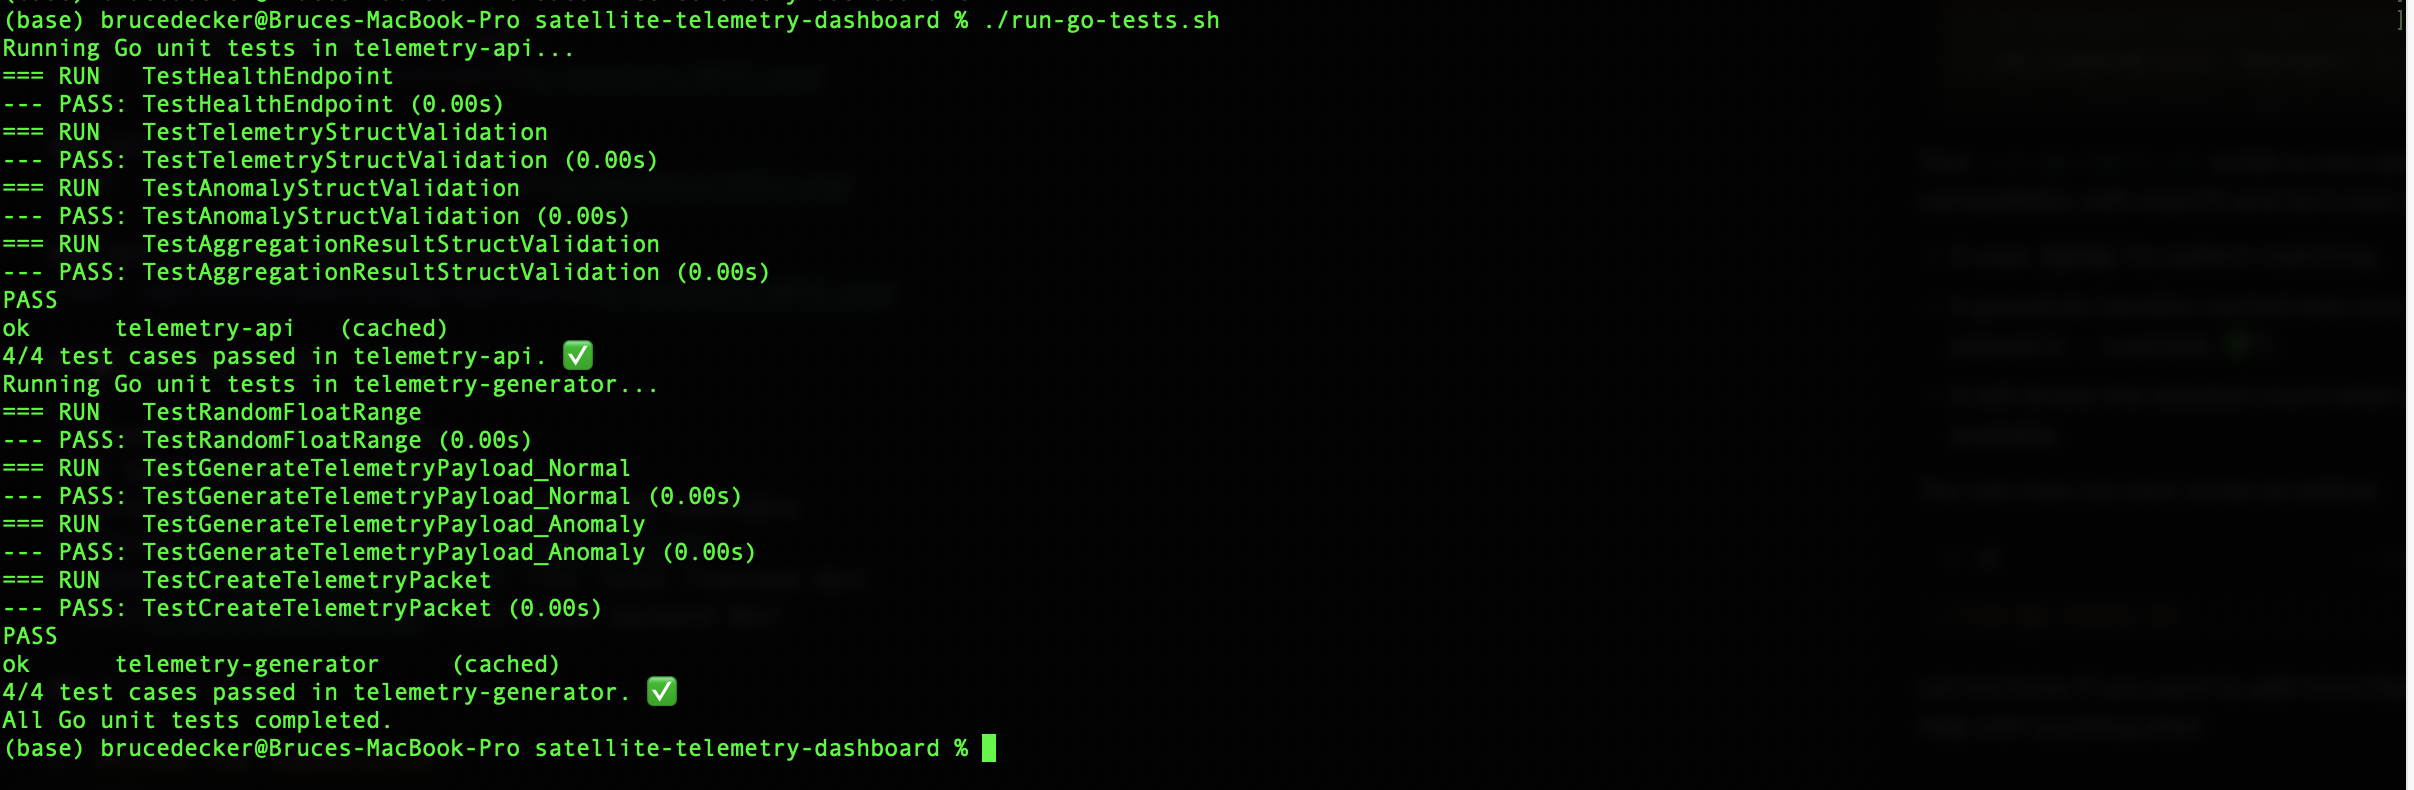 (base) brucedecker@Bruces-MacBook-Pro satellite-telemetry-dashboard % ./run-go-tests.sh
Running Go unit tests in telemetry-api...
=== RUN   TestHealthEndpoint
--- PASS: TestHealthEndpoint (0.00s)
=== RUN   TestTelemetryStructValidation
--- PASS: TestTelemetryStructValidation (0.00s)
=== RUN   TestAnomalyStructValidation
--- PASS: TestAnomalyStructValidation (0.00s)
=== RUN   TestAggregationResultStructValidation
--- PASS: TestAggregationResultStructValidation (0.00s)
PASS
ok      telemetry-api   (cached)
4/4 test cases passed in telemetry-api. ✅
Running Go unit tests in telemetry-generator...
=== RUN   TestRandomFloatRange
--- PASS: TestRandomFloatRange (0.00s)
=== RUN   TestGenerateTelemetryPayload_Normal
--- PASS: TestGenerateTelemetryPayload_Normal (0.00s)
=== RUN   TestGenerateTelemetryPayload_Anomaly
--- PASS: TestGenerateTelemetryPayload_Anomaly (0.00s)
=== RUN   TestCreateTelemetryPacket
--- PASS: TestCreateTelemetryPacket (0.00s)
PASS
ok      telemetry-generator     (cached)
4/4 test cases passed in telemetry-generator. ✅
All Go unit tests completed.
(base) brucedecker@Bruces-MacBook-Pro satellite-telemetry-dashboard %